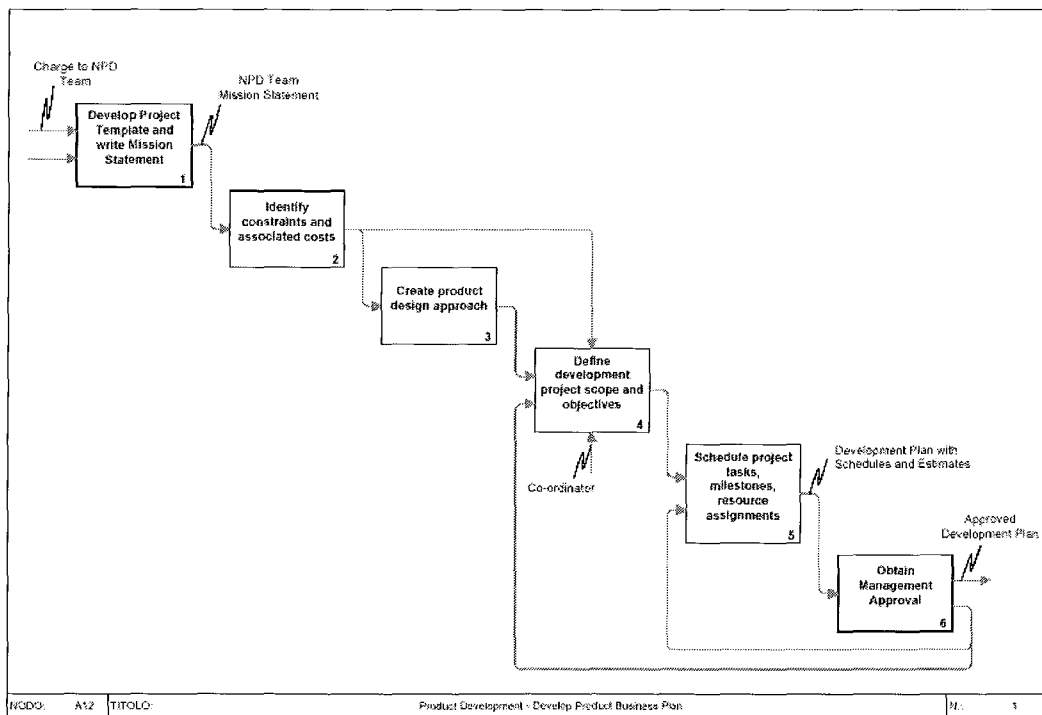 Charge to NPD
Team
NPD Team
Mission Statement
Develop Project
Template and
write Mission
Statement
1
Identify
constraints and
associated costs
2
Create product
design approach
3
Define
development
project scope and
objectives
4
Co-ordinator
Schedule project
tasks,
milestones,
resource
assignments
5
Development Plan with
Schedules and Estimates
Approved
Development Plan
Obtain
Management
Approval
6
NODO: A12 TITOLO: Product Development - Develop Product Business Plan N.: 1